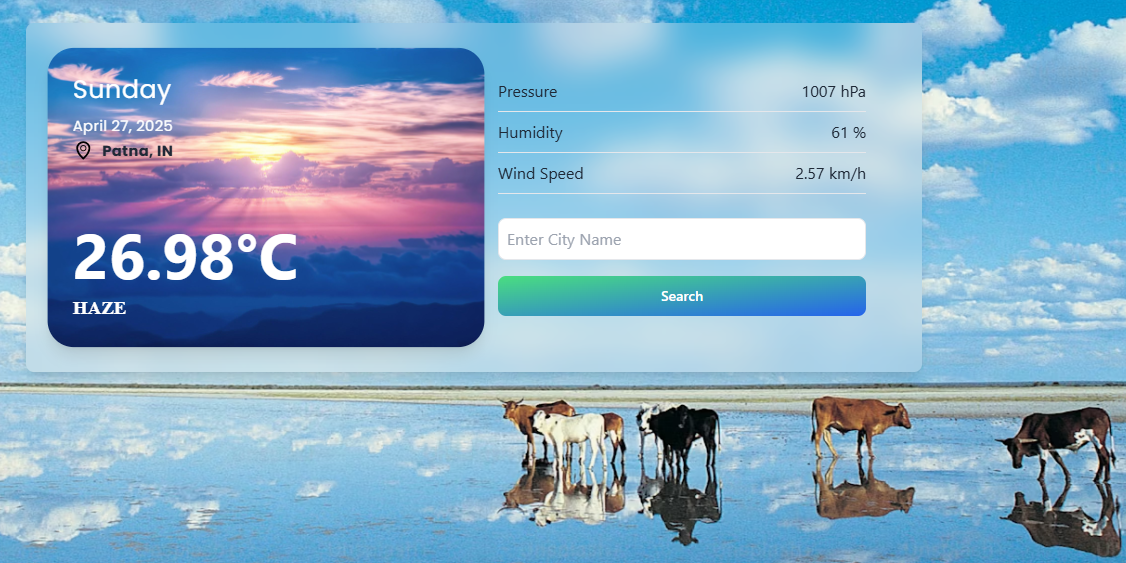 Sunday
April 27, 2025
Patna, IN
26.98°C
HAZE
Pressure 1007 hPa
Humidity 61 %
Wind Speed 2.57 km/h
Enter City Name
Search